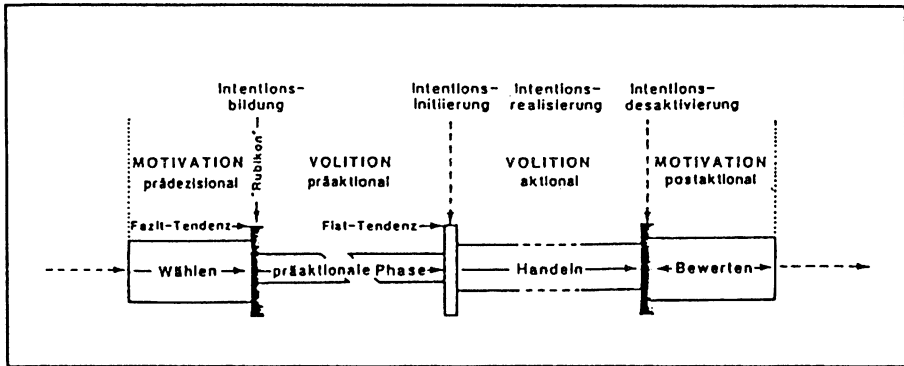 Intentions-
bildung
Intentions-
initiierung
Intentions-
realisierung
Intentions-
desaktivierung
"Rubikon"
MOTIVATION
prädezisional
VOLITION
präaktional
VOLITION
aktional
MOTIVATION
postaktional
Fazit-Tendenz
Fiat-Tendenz
Wählen
präaktionale Phase
Handeln
Bewerten